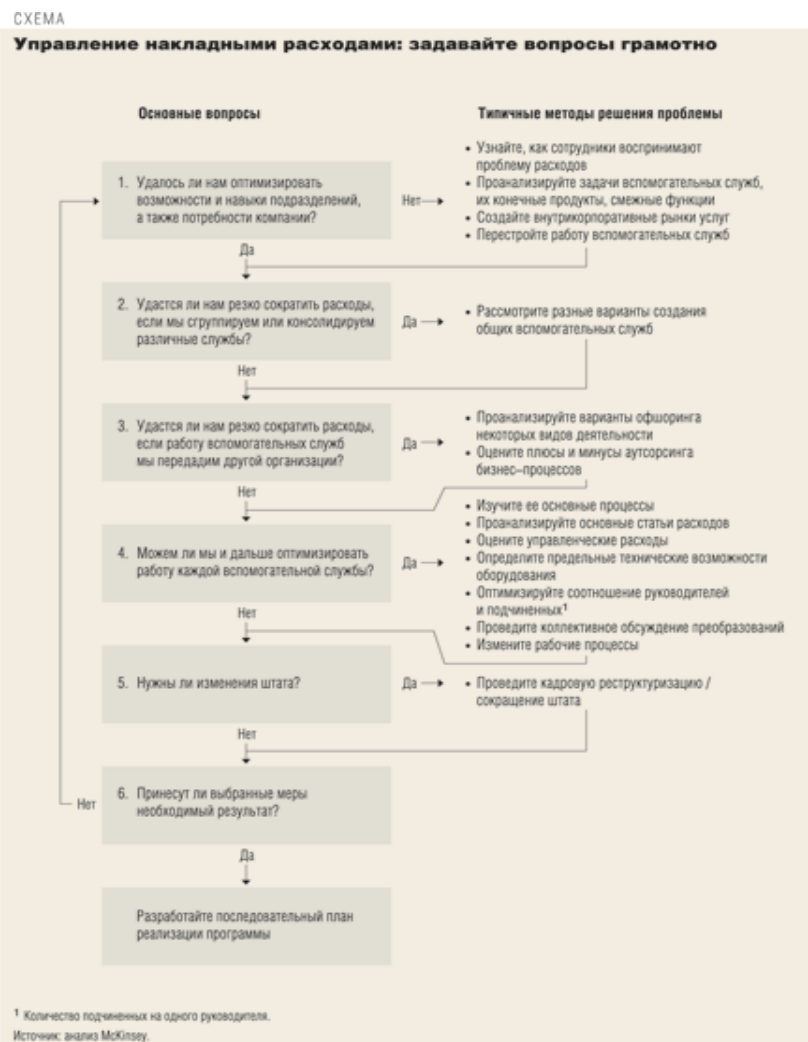 СХЕМА
Управление накладными расходами: задавайте вопросы грамотно
Основные вопросы
Типичные методы решения проблемы
1. Удалось ли нам оптимизировать
возможности и навыки подразделений,
а также потребности компании?
Нет
• Узнайте, как сотрудники воспринимают
проблему расходов
• Проанализируйте задачи вспомогательных служб,
их конечные продукты, смежные функции
• Создайте внутрикорпоративные рынки услуг
• Перестройте работу вспомогательных служб
Да
2. Удастся ли нам резко сократить расходы,
если мы сгруппируем или консолидируем
различные службы?
Да
• Рассмотрите разные варианты создания
общих вспомогательных служб
Нет
3. Удастся ли нам резко сократить расходы,
если работу вспомогательных служб
мы передадим другой организации?
Да
• Проанализируйте варианты офшоринга
некоторых видов деятельности
• Оцените плюсы и минусы аутсорсинга
бизнес–процессов
Нет
4. Можем ли мы и дальше оптимизировать
работу каждой вспомогательной службы?
Да
• Изучите ее основные процессы
• Проанализируйте основные статьи расходов
• Оцените управленческие расходы
• Определите предельные технические возможности
оборудования
• Оптимизируйте соотношение руководителей
и подчиненных¹
• Проведите коллективное обсуждение преобразований
• Измените рабочие процессы
Нет
5. Нужны ли изменения штата?
Да
• Проведите кадровую реструктуризацию /
сокращение штата
Нет
6. Принесут ли выбранные меры
необходимый результат?
Нет
Да
Разработайте последовательный план
реализации программы
¹ Количество подчиненных на одного руководителя.
Источник: анализ McKinsey.